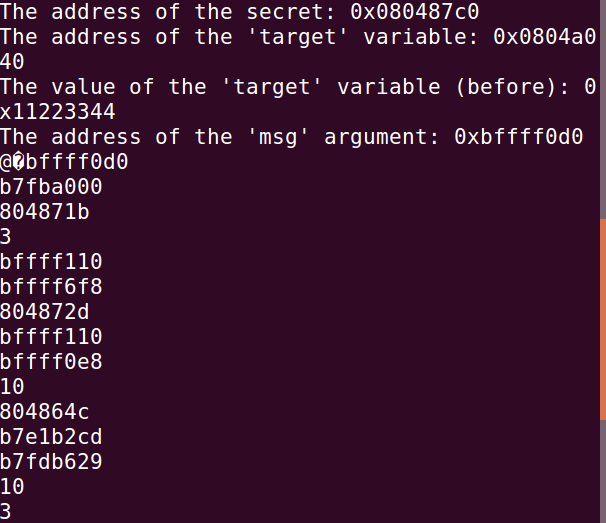 The address of the secret: 0x080487c0
The address of the 'target' variable: 0x0804a0
40
The value of the 'target' variable (before): 0
x11223344
The address of the 'msg' argument: 0xbffff0d0
@�bffff0d0
b7fba000
804871b
3
bffff110
bffff6f8
804872d
bffff110
bffff0e8
10
804864c
b7e1b2cd
b7fdb629
10
3